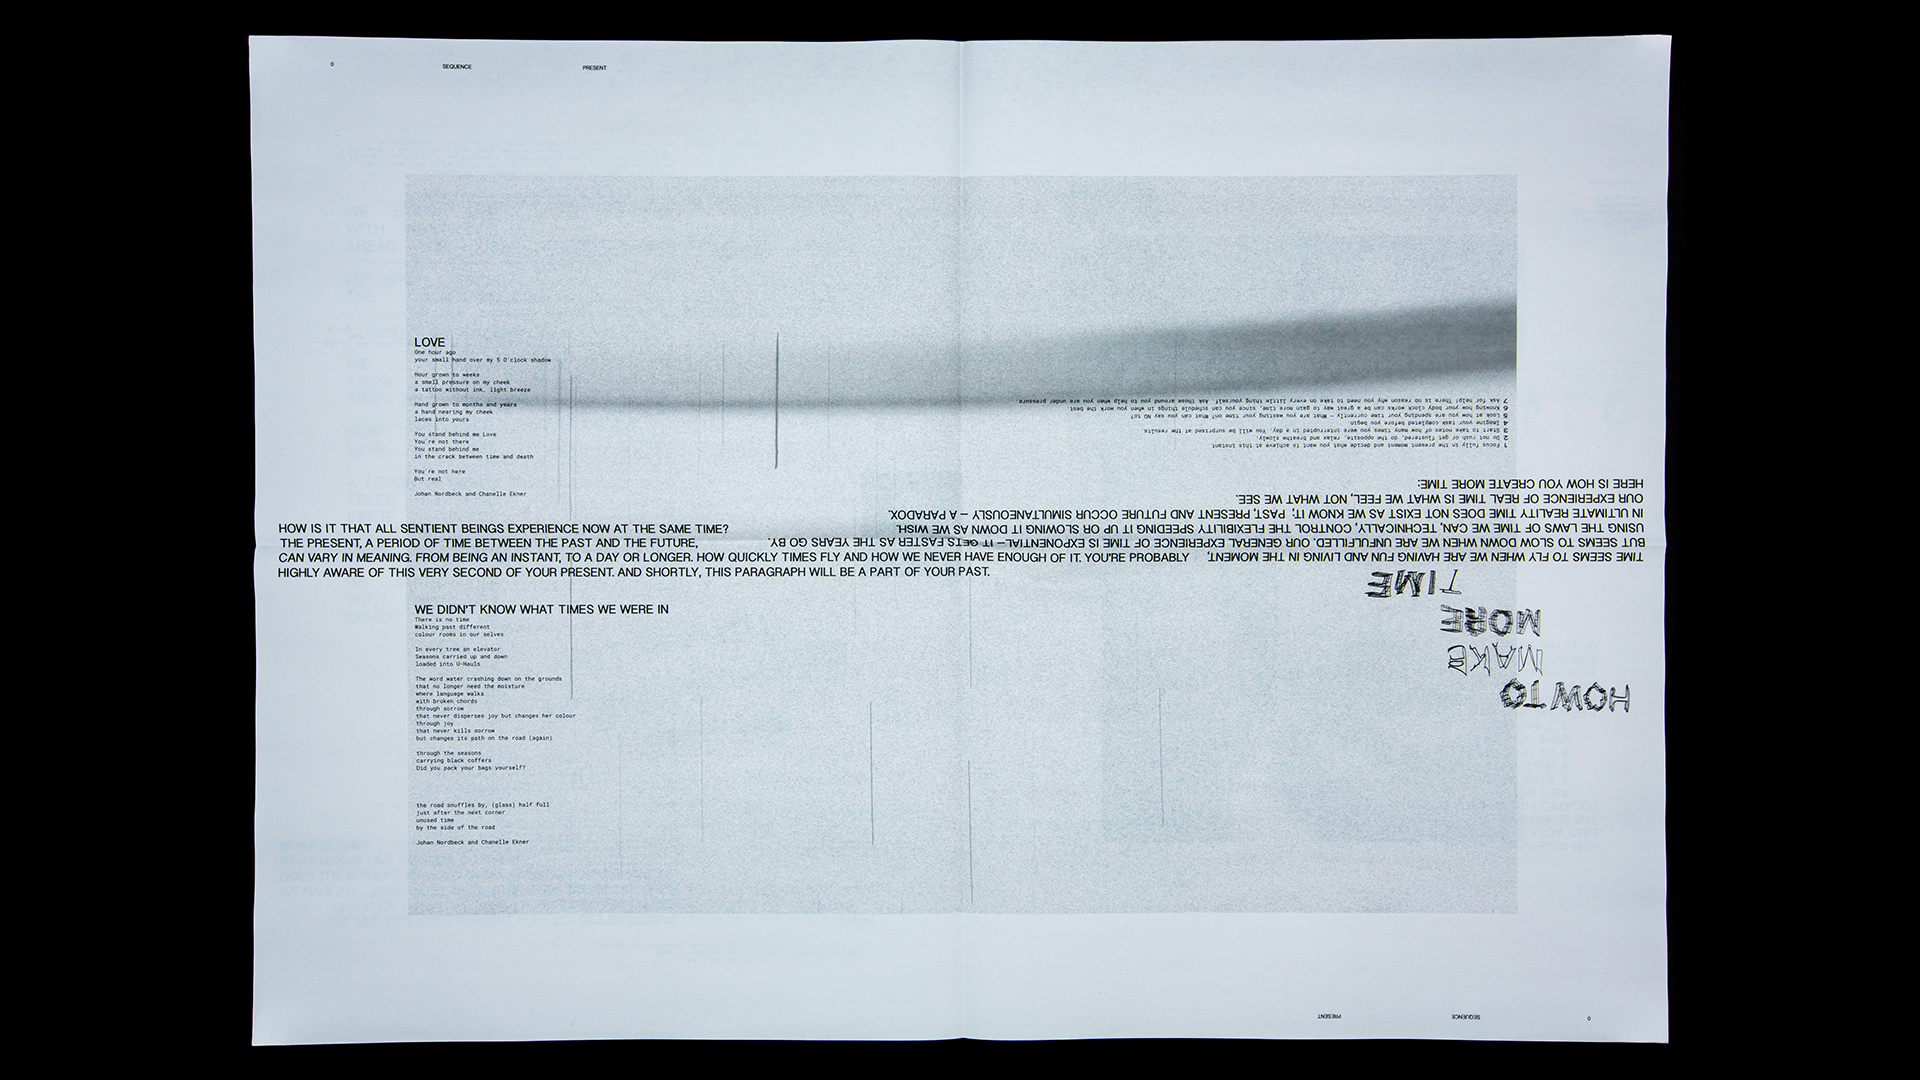 0 SEQUENCE PRESENT
LOVE
One hour ago
your small hand over my 5 O'clock shadow
Hour grown to weeks
a small pressure on my cheek
a tattoo without ink, light breeze
Hand grown to months and years
a hand nearing my cheek
laces into yours
You stand behind me Love
You're not there
You stand behind me
in the crack between time and death
You're not here
But real
Johan Nordbeck and Chanelle Ekner
HOW IS IT THAT ALL SENTIENT BEINGS EXPERIENCE NOW AT THE SAME TIME?
THE PRESENT, A PERIOD OF TIME BETWEEN THE PAST AND THE FUTURE,
CAN VARY IN MEANING. FROM BEING AN INSTANT, TO A DAY OR LONGER. HOW QUICKLY TIMES FLY AND HOW WE NEVER HAVE ENOUGH OF IT. YOU'RE PROBABLY
HIGHLY AWARE OF THIS VERY SECOND OF YOUR PRESENT. AND SHORTLY, THIS PARAGRAPH WILL BE A PART OF YOUR PAST.
WE DIDN'T KNOW WHAT TIMES WE WERE IN
There is no time
Walking past different
colour rooms in our selves
In every tree an elevator
Seasons carried up and down
loaded into U-Hauls
The word water crashing down on the grounds
that no longer need the moisture
where language walks
with broken chords
through sorrow
that never disperses joy but changes her colour
through joy
that never kills sorrow
but changes its path on the road (again)
through the seasons
carrying black coffers
Did you pack your bags yourself?
the road snuffles by, (glass) half full
just after the next corner
unused time
by the side of the road
Johan Nordbeck and Chanelle Ekner
0 SEQUENCE PRESENT
HOW TO
MAKE
MORE
TIME
TIME SEEMS TO FLY WHEN WE ARE HAVING FUN AND LIVING IN THE MOMENT,
BUT SEEMS TO SLOW DOWN WHEN WE ARE UNFULFILLED. OUR GENERAL EXPERIENCE OF TIME IS EXPONENTIAL— IT GETS FASTER AS THE YEARS GO BY.
USING THE LAWS OF TIME WE CAN, TECHNICALLY, CONTROL THE FLEXIBILITY SPEEDING IT UP OR SLOWING IT DOWN AS WE WISH.
IN ULTIMATE REALITY TIME DOES NOT EXIST AS WE KNOW IT; PAST, PRESENT AND FUTURE OCCUR SIMULTANEOUSLY — A PARADOX.
OUR EXPERIENCE OF REAL TIME IS WHAT WE FEEL, NOT WHAT WE SEE.
HERE IS HOW YOU CREATE MORE TIME:
1 Focus fully in the present moment and decide what you want to achieve at this instant
2 Do not rush or get flustered, do the opposite, relax and breathe slowly.
3 Start to take notes of how many times you were interrupted in a day. You will be surprised at the results
4 Imagine your task completed before you begin.
5 Look at how you are spending your time currently – What are you wasting your time on? What can you say NO to?
6 Knowing how your body clock works can be a great way to gain more time, since you can schedule things in when you work the best.
7 Ask for help! There is no reason why you need to take on every little thing yourself. Ask those around you to help when you are under pressure.